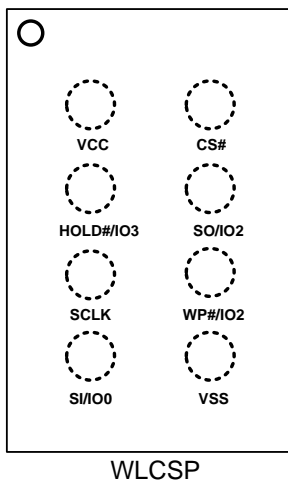 VCC CS#
HOLD#/IO3 SO/IO2
SCLK WP#/IO2
SI/IO0 VSS
WLCSP